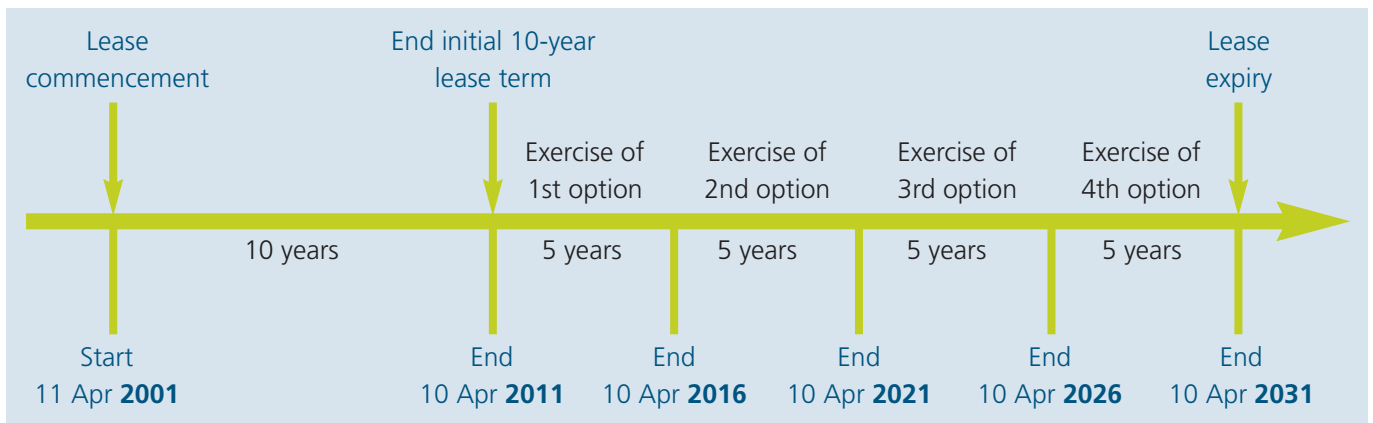 Lease
commencement
End initial 10-year
lease term
Lease
expiry
Exercise of
1st option
Exercise of
2nd option
Exercise of
3rd option
Exercise of
4th option
10 years
5 years
5 years
5 years
5 years
Start
11 Apr 2001
End
10 Apr 2011
End
10 Apr 2016
End
10 Apr 2021
End
10 Apr 2026
End
10 Apr 2031